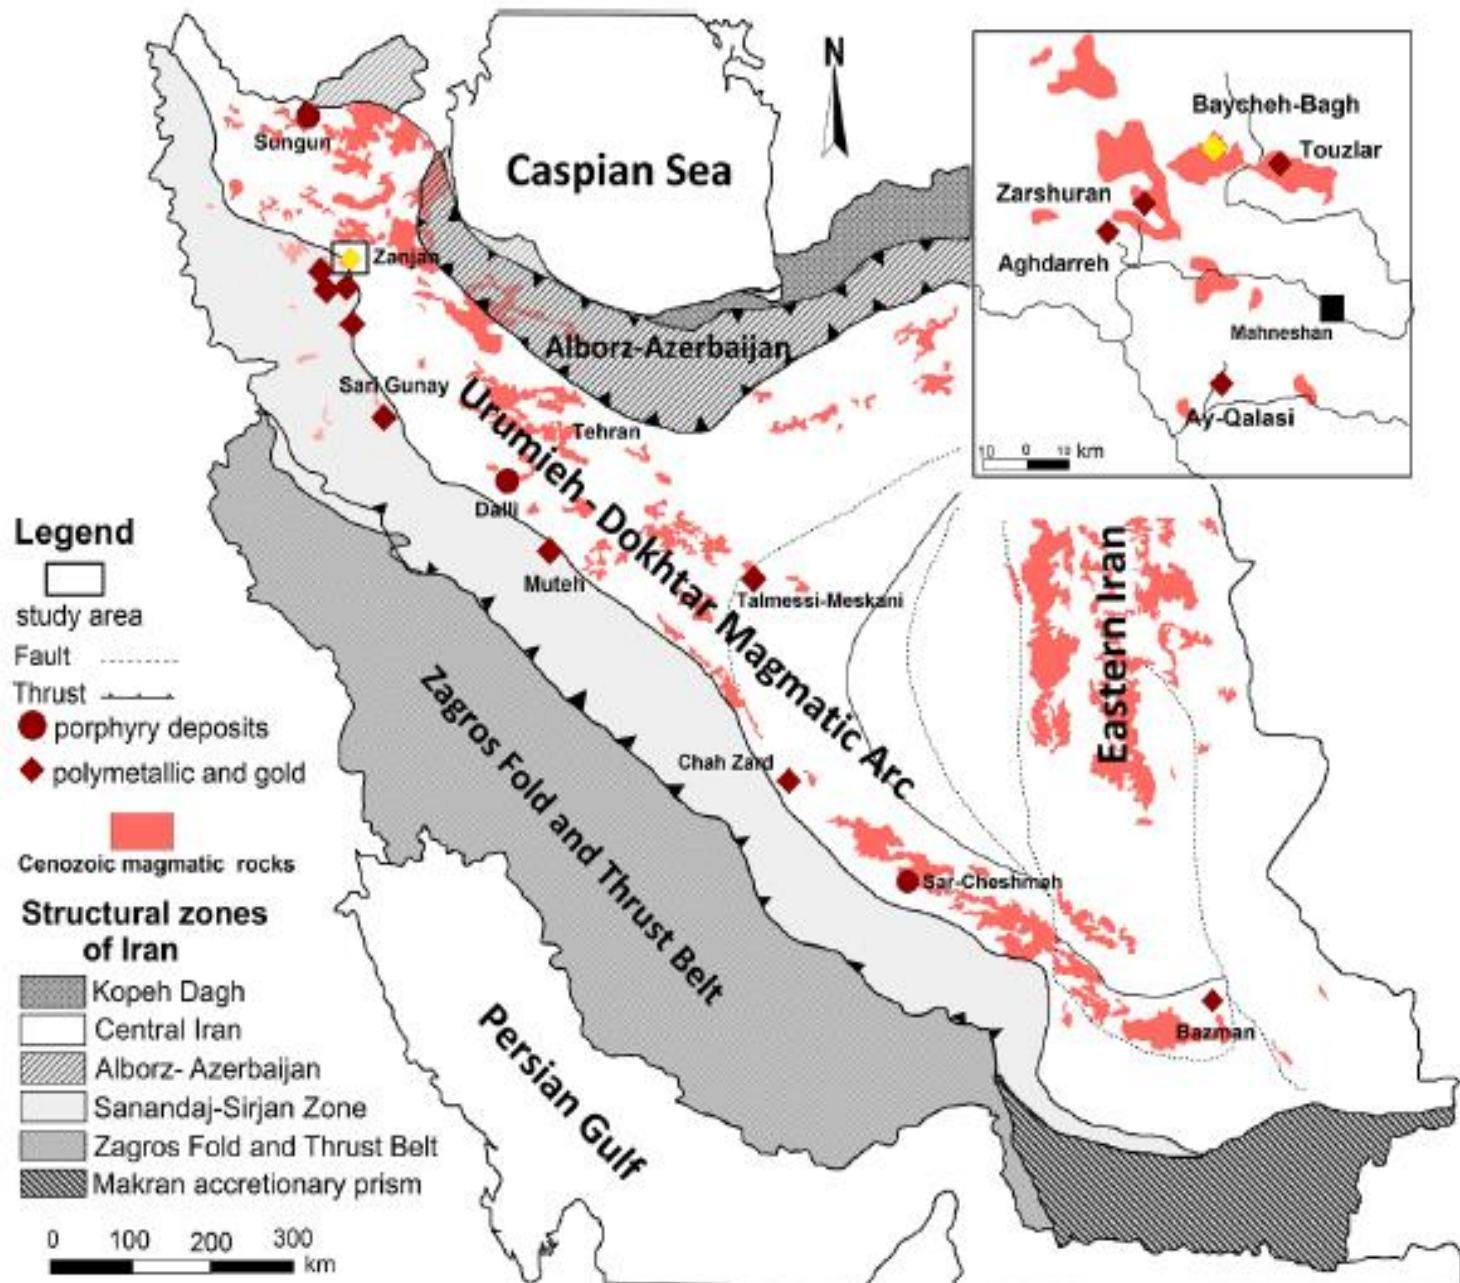 N
Caspian Sea
Sungun
Zanjan
Alborz-Azerbaijan
Sari Gunay
Tehran
Urumieh- Dokhtar Magmatic Arc
Dalli
Muteh
Talmessi-Meskani
Eastern Iran
Zagros Fold and Thrust Belt
Chah Zard
Sar-Cheshmeh
Bazman
Persian Gulf
Baycheh-Bagh
Touzlar
Zarshuran
Aghdarreh
Mahneshan
Ay-Qalasi
10 0 10 km
Legend
study area
Fault
Thrust
porphyry deposits
polymetallic and gold
Cenozoic magmatic rocks
Structural zones
of Iran
Kopeh Dagh
Central Iran
Alborz- Azerbaijan
Sanandaj-Sirjan Zone
Zagros Fold and Thrust Belt
Makran accretionary prism
0 100 200 300
km